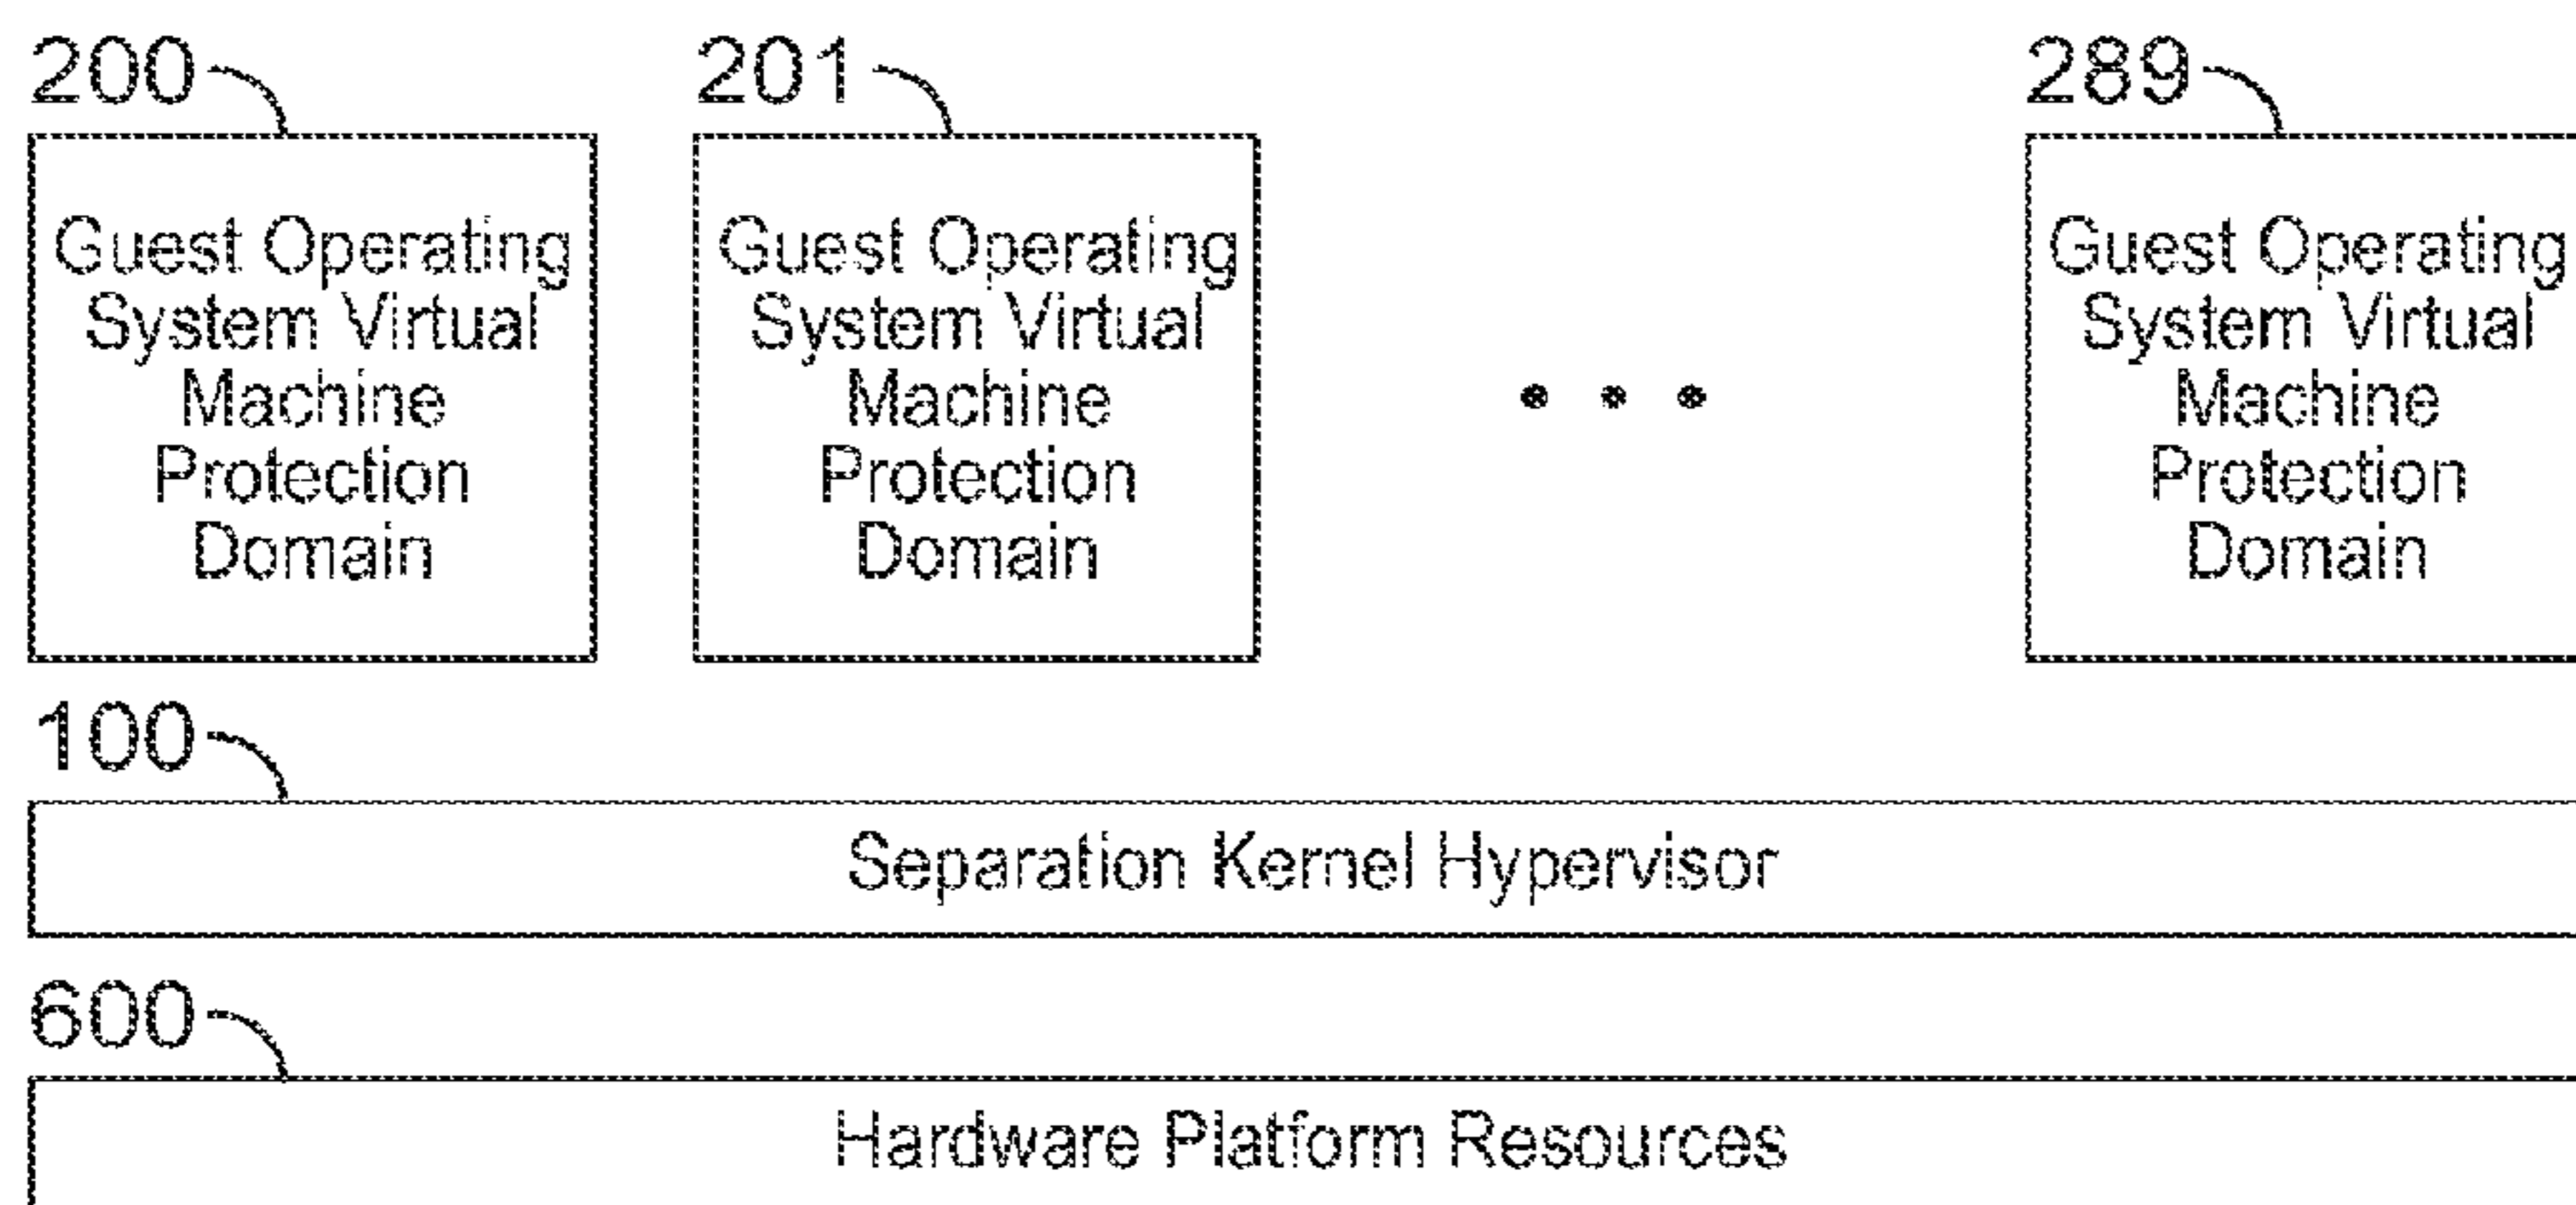 200
201
289
Guest Operating
System Virtual
Machine
Protection
Domain
Guest Operating
System Virtual
Machine
Protection
Domain
Guest Operating
System Virtual
Machine
Protection
Domain
100
Separation Kernel Hypervisor
600
Hardware Platform Resources